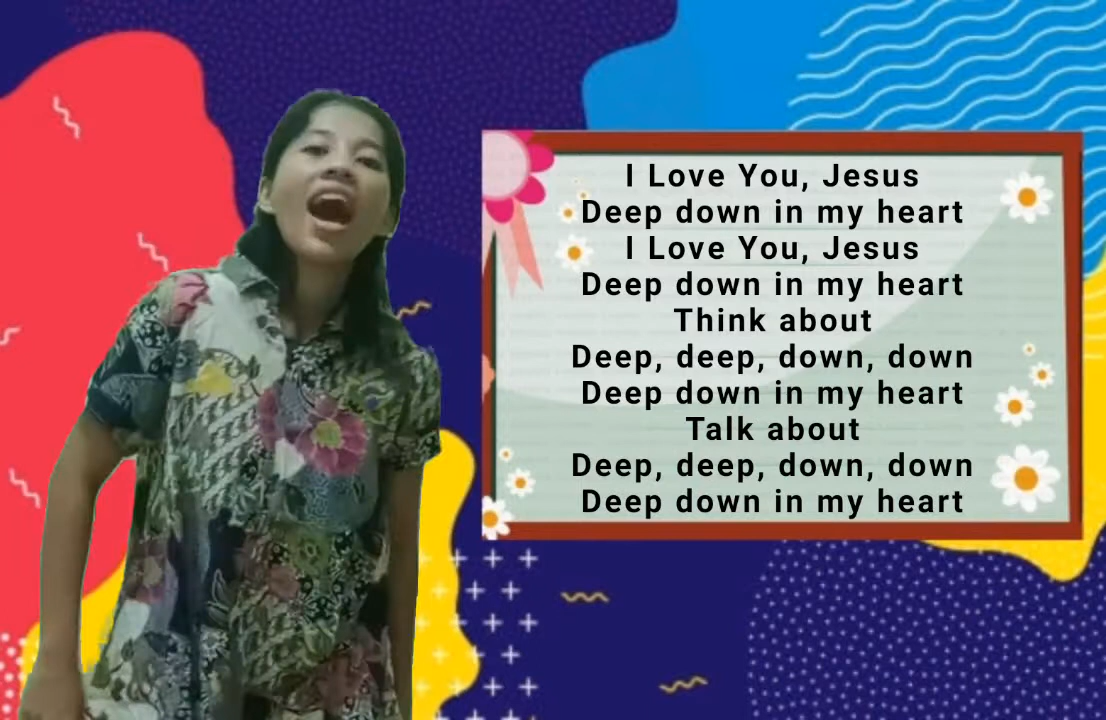 I Love You, Jesus
Deep down in my heart
I Love You, Jesus
Deep down in my heart
Think about
Deep, deep, down, down
Deep down in my heart
Talk about
Deep, deep, down, down
Deep down in my heart